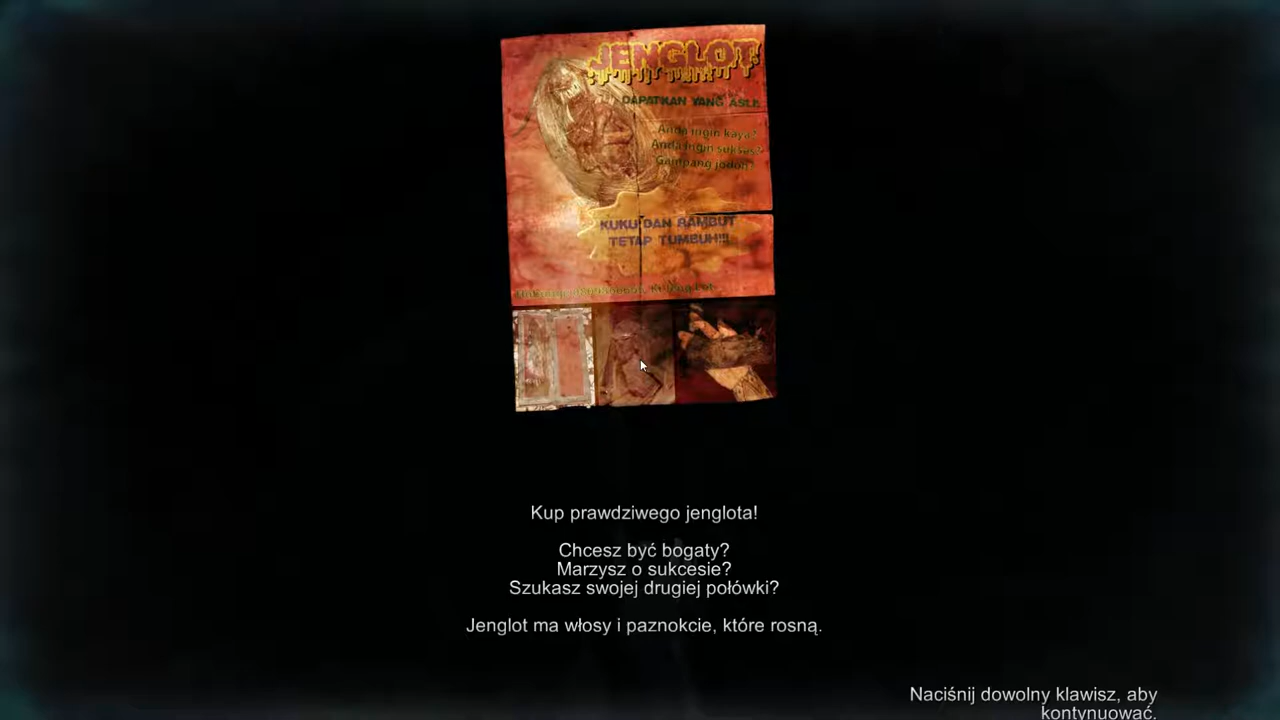 JENGLOT
DAPATKAN YANG ASLI!
Anda ingin kaya?
Anda ingin sukses?
Gampang jodoh?
KUKU DAN RAMBUT
TETAP TUMBUH!!!
Kup prawdziwego jenglota!
Chcesz być bogaty?
Marzysz o sukcesie?
Szukasz swojej drugiej połówki?
Jenglot ma włosy i paznokcie, które rosną.
Naciśnij dowolny klawisz, aby
kontynuować.